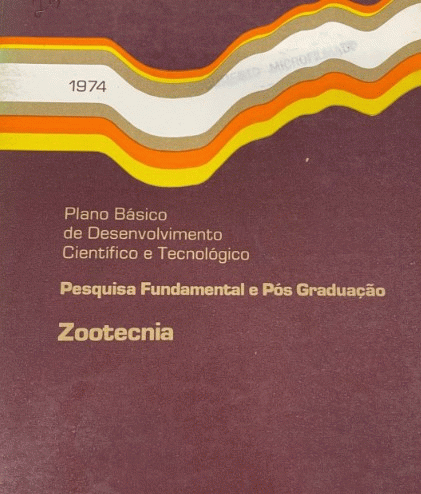 1974
Plano Básico
de Desenvolvimento
Científico e Tecnológico
Pesquisa Fundamental e Pós Graduação
Zootecnia